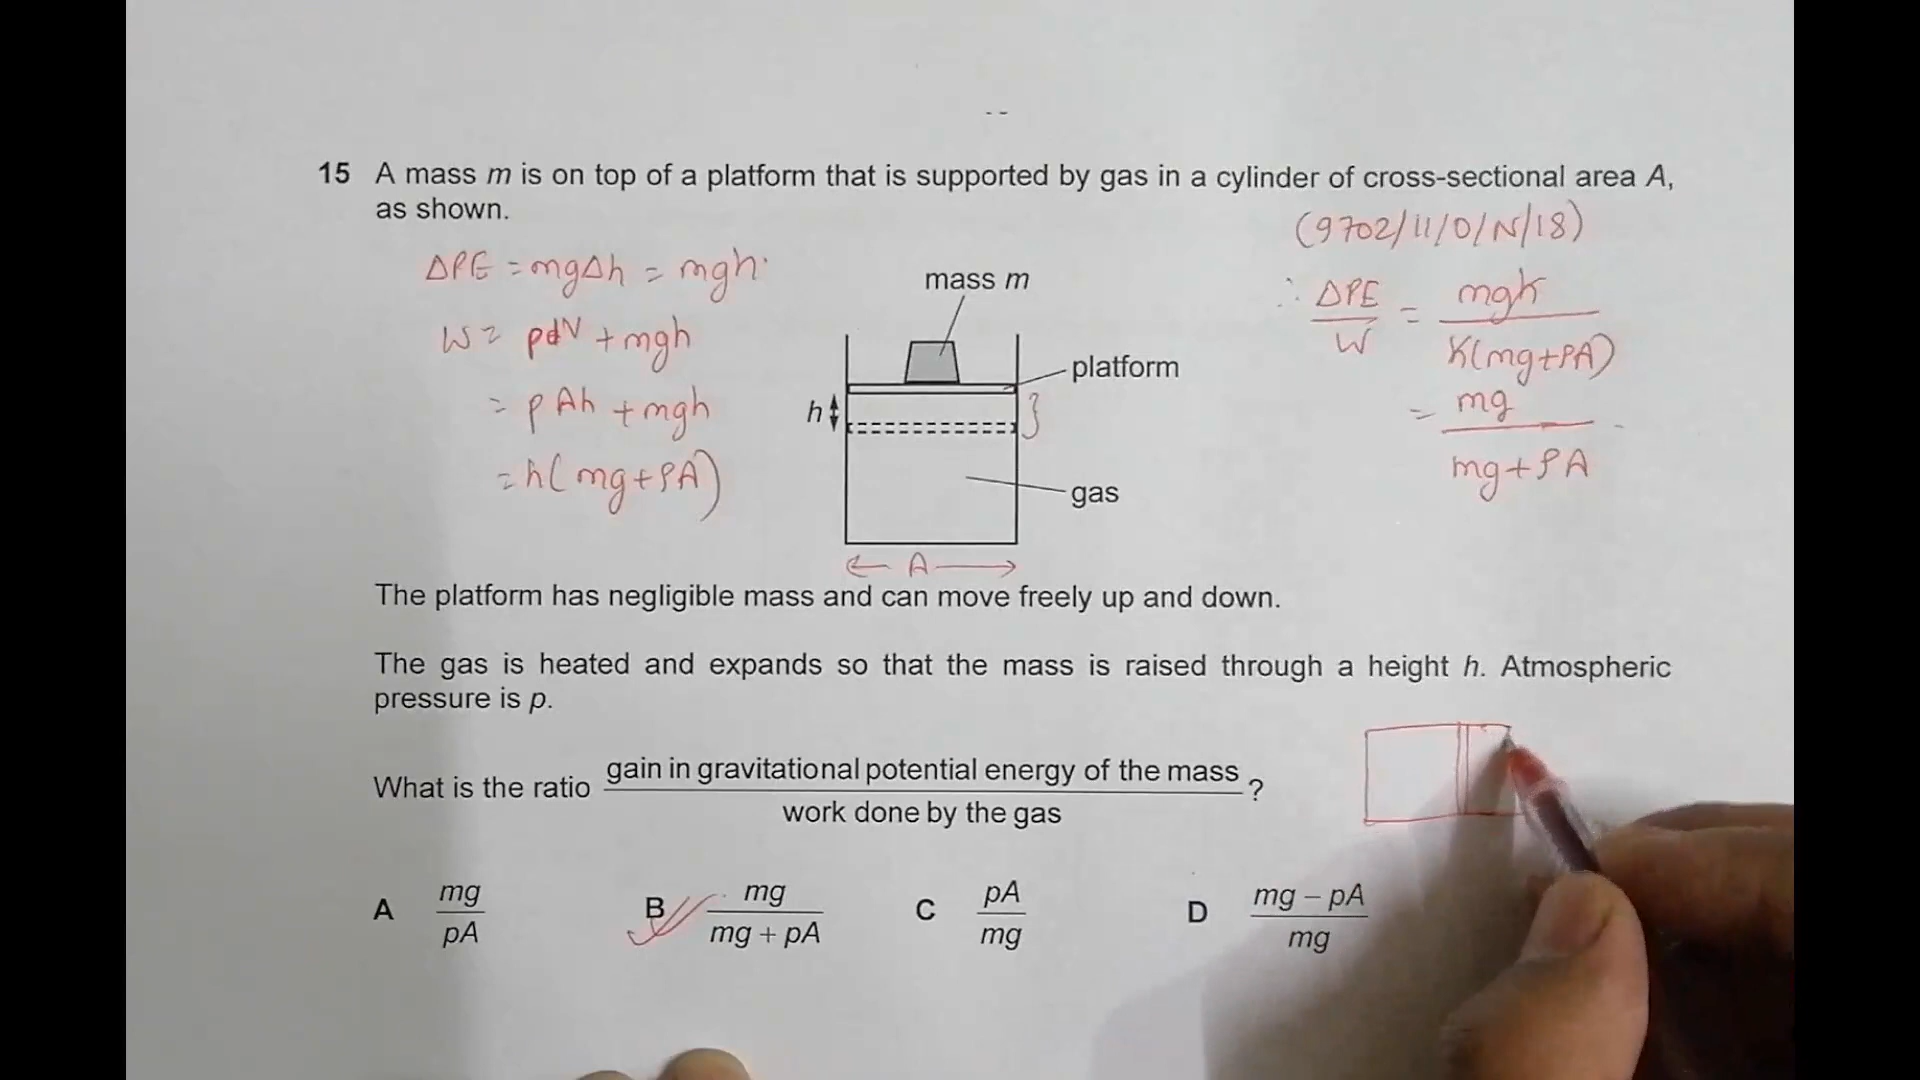 15 A mass m is on top of a platform that is supported by gas in a cylinder of cross-sectional area A,
as shown.
(9702/11/O/N/18)
ΔPE = mgΔh = mgh
W = pdV + mgh
= pAh + mgh
= h(mg+PA)
mass m
platform
h
gas
A
∴ ΔPE/W = mgh/h(mg+PA)
= mg/mg+PA
The platform has negligible mass and can move freely up and down.
The gas is heated and expands so that the mass is raised through a height h. Atmospheric
pressure is p.
What is the ratio gain in gravitational potential energy of the mass / work done by the gas ?
A mg/pA B mg/mg + pA C pA/mg D mg – pA/mg